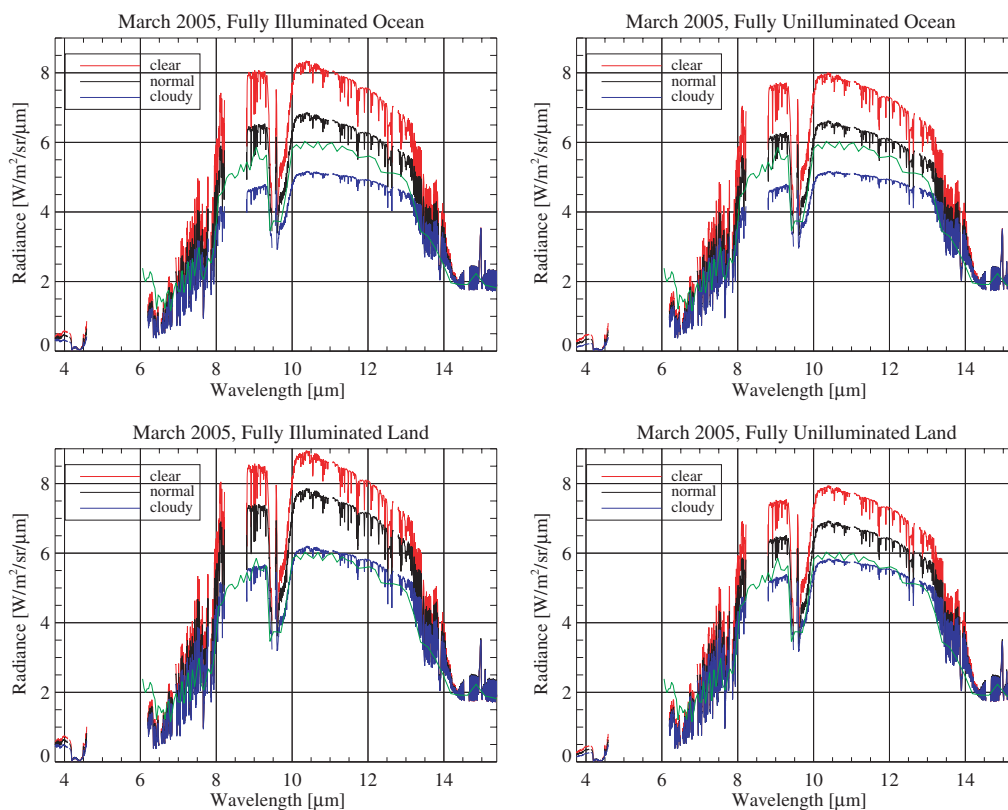 March 2005, Fully Illuminated Ocean
clear
normal
cloudy
Radiance [W/m²/sr/μm]
8
6
4
2
0
4 6 8 10 12 14
Wavelength [μm]
March 2005, Fully Unilluminated Ocean
clear
normal
cloudy
Radiance [W/m²/sr/μm]
8
6
4
2
0
4 6 8 10 12 14
Wavelength [μm]
March 2005, Fully Illuminated Land
clear
normal
cloudy
Radiance [W/m²/sr/μm]
8
6
4
2
0
4 6 8 10 12 14
Wavelength [μm]
March 2005, Fully Unilluminated Land
clear
normal
cloudy
Radiance [W/m²/sr/μm]
8
6
4
2
0
4 6 8 10 12 14
Wavelength [μm]